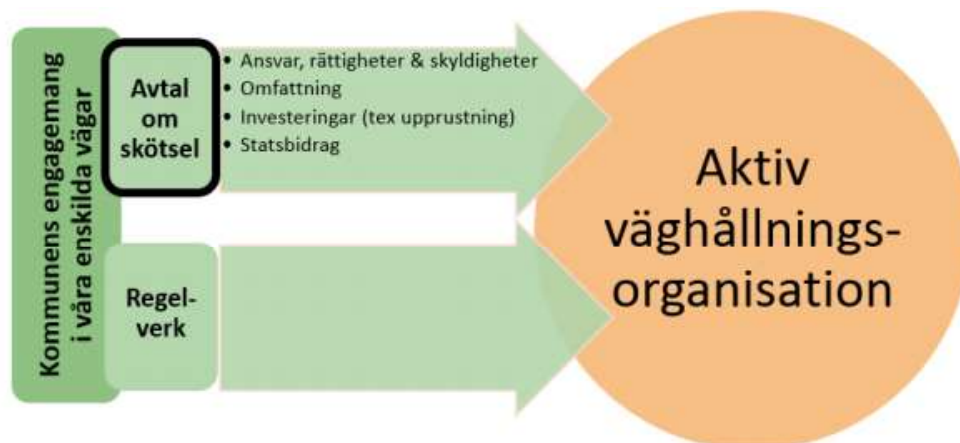 Kommunens engagemang
i våra enskilda vägar
Avtal
om
skötsel
• Ansvar, rättigheter & skyldigheter
• Omfattning
• Investeringar (tex upprustning)
• Statsbidrag
Regel-
verk
Aktiv
väghållnings-
organisation